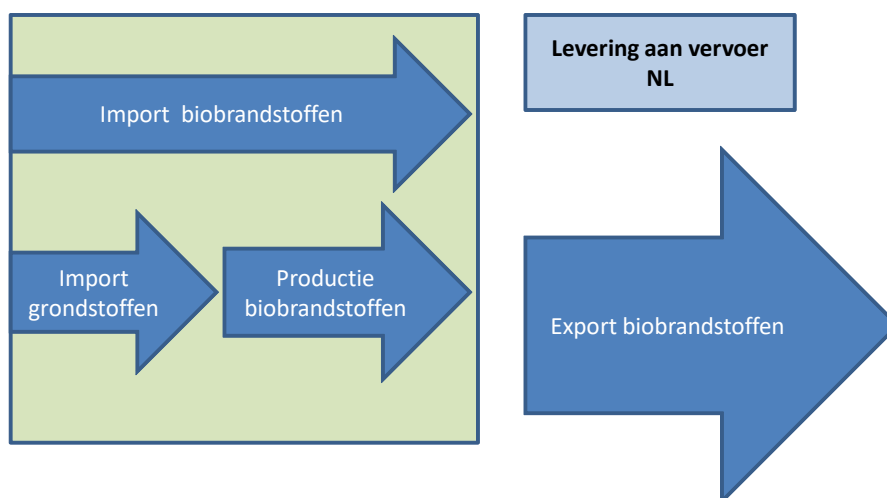 Import biobrandstoffen
Import
grondstoffen
Productie
biobrandstoffen
Levering aan vervoer
NL
Export biobrandstoffen